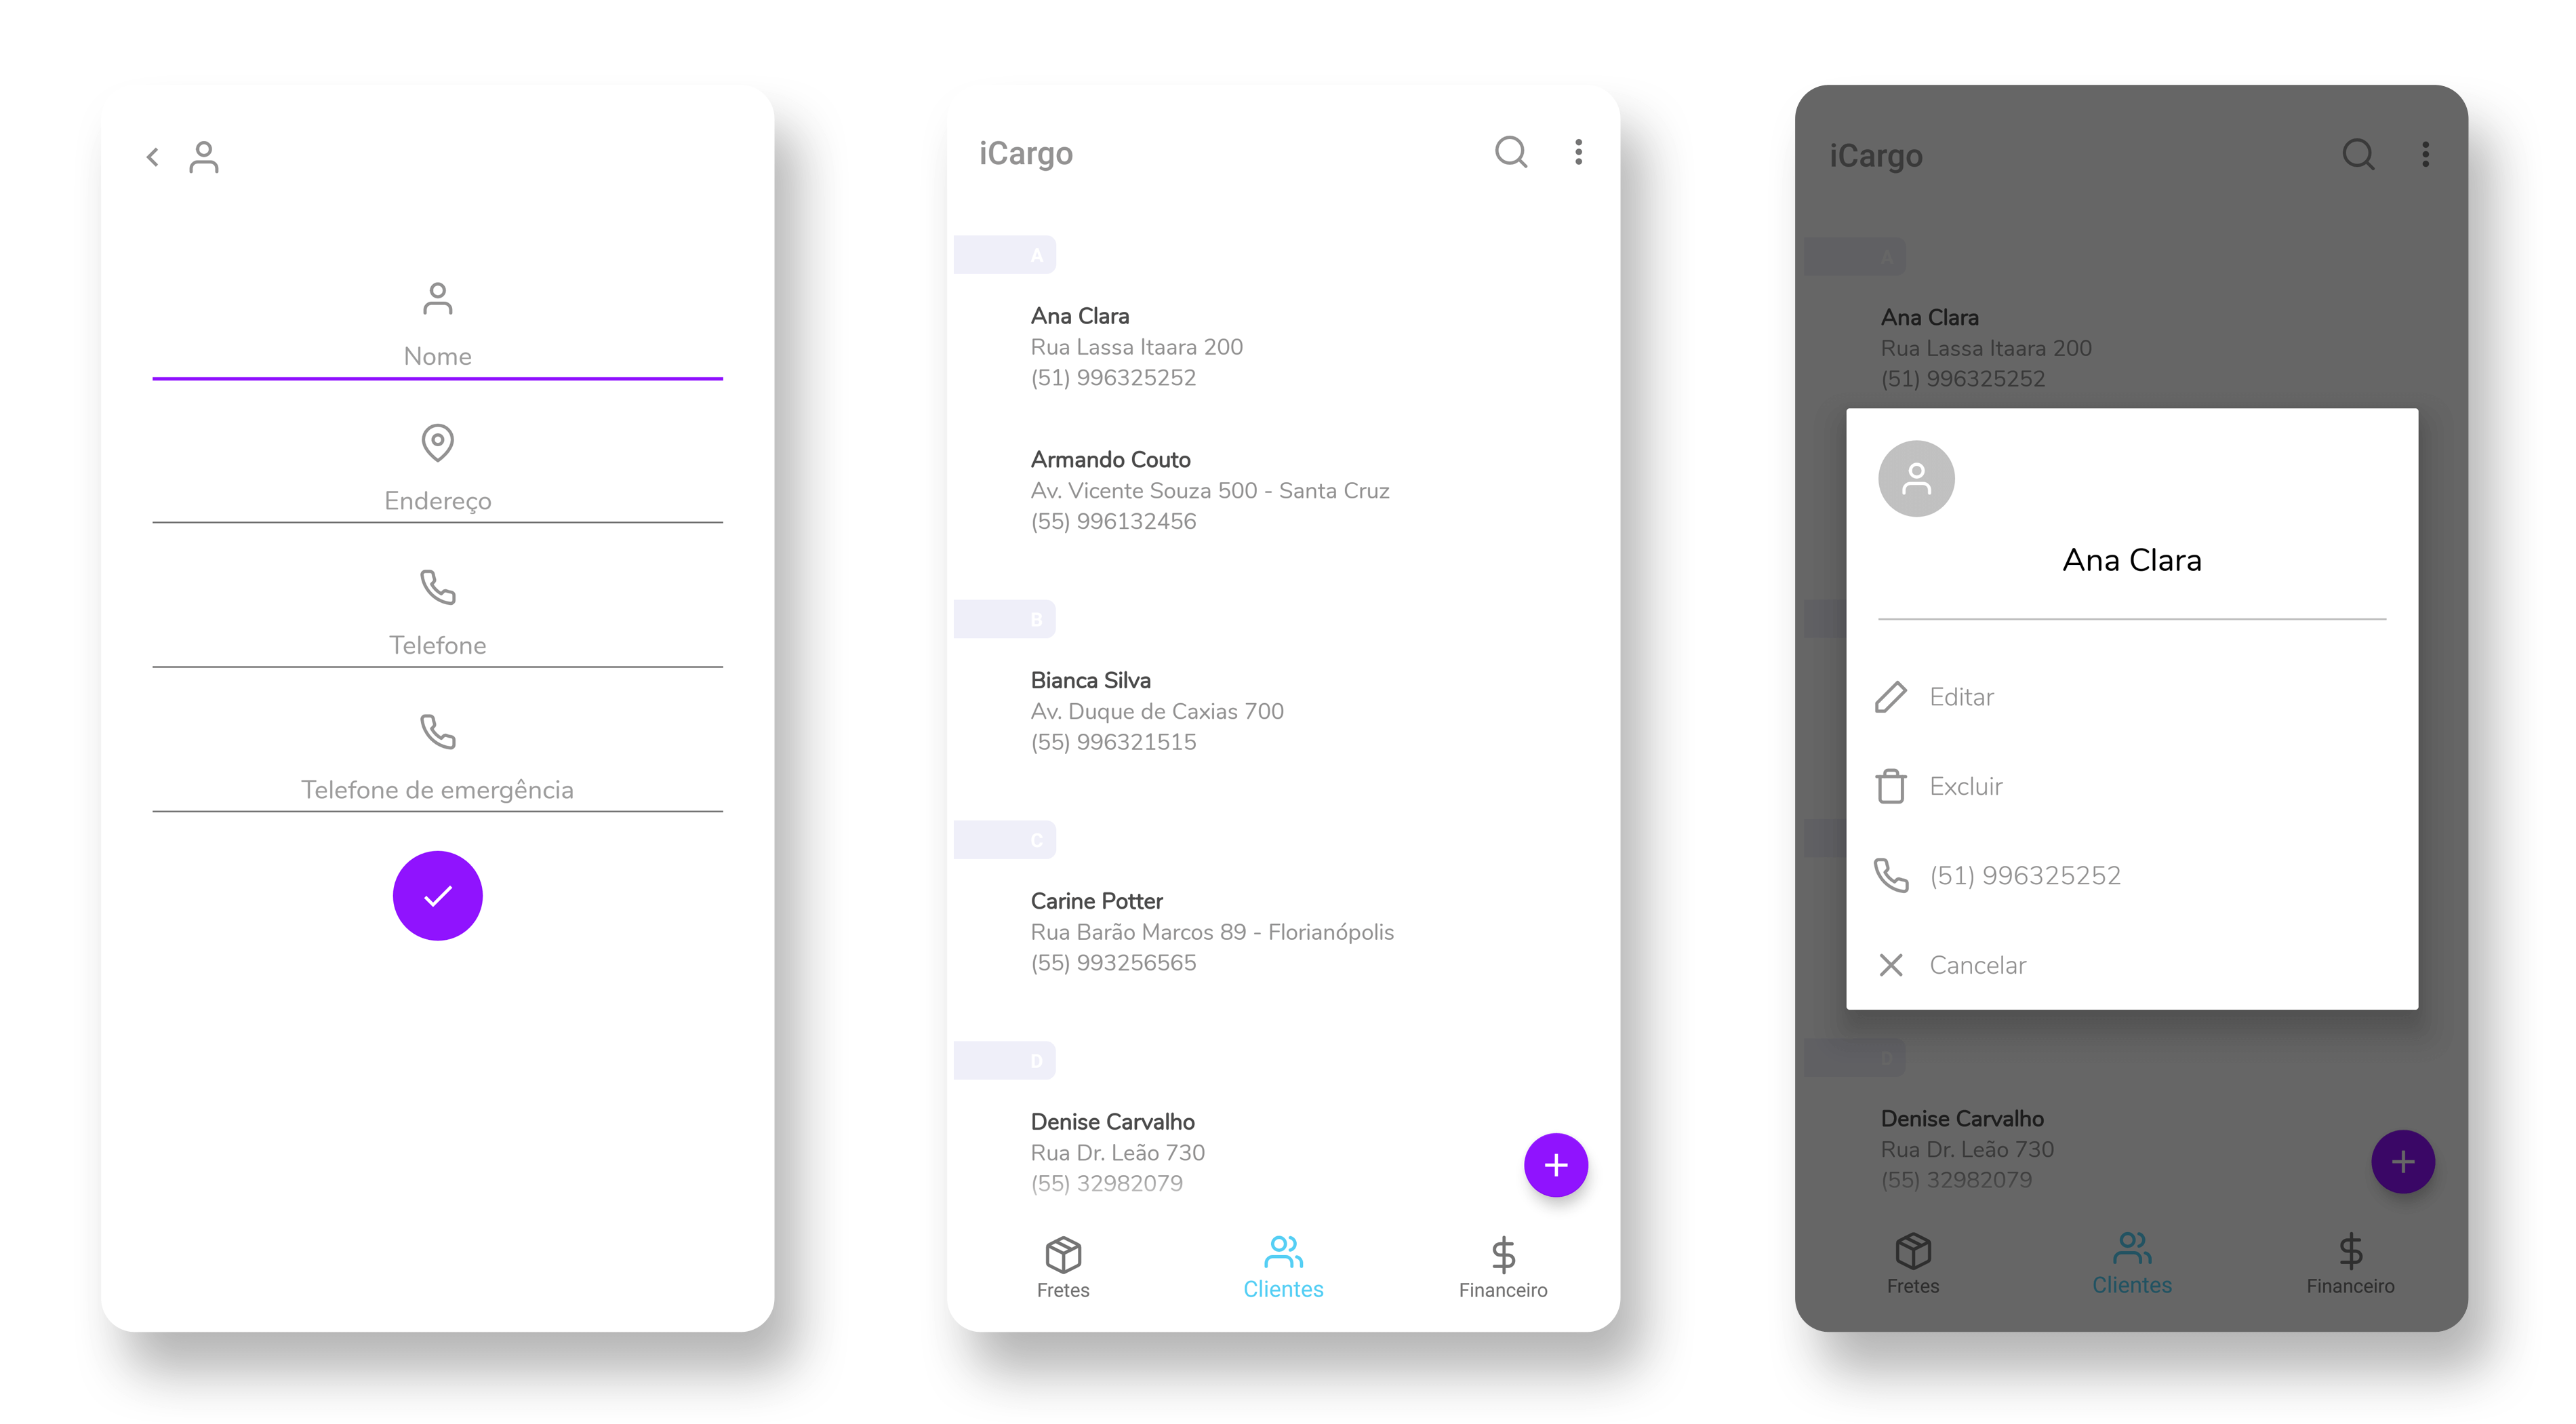 Nome
Endereço
Telefone
Telefone de emergência
iCargo
A
Ana Clara
Rua Lassa Itaara 200
(51) 996325252
Armando Couto
Av. Vicente Souza 500 - Santa Cruz
(55) 996132456
B
Bianca Silva
Av. Duque de Caxias 700
(55) 996321515
C
Carine Potter
Rua Barão Marcos 89 - Florianópolis
(55) 993256565
D
Denise Carvalho
Rua Dr. Leão 730
(55) 32982079
Fretes
Clientes
Financeiro
iCargo
A
Ana Clara
Rua Lassa Itaara 200
(51) 996325252
Ana Clara
Editar
Excluir
(51) 996325252
Cancelar
D
Denise Carvalho
Rua Dr. Leão 730
(55) 32982079
Fretes
Clientes
Financeiro